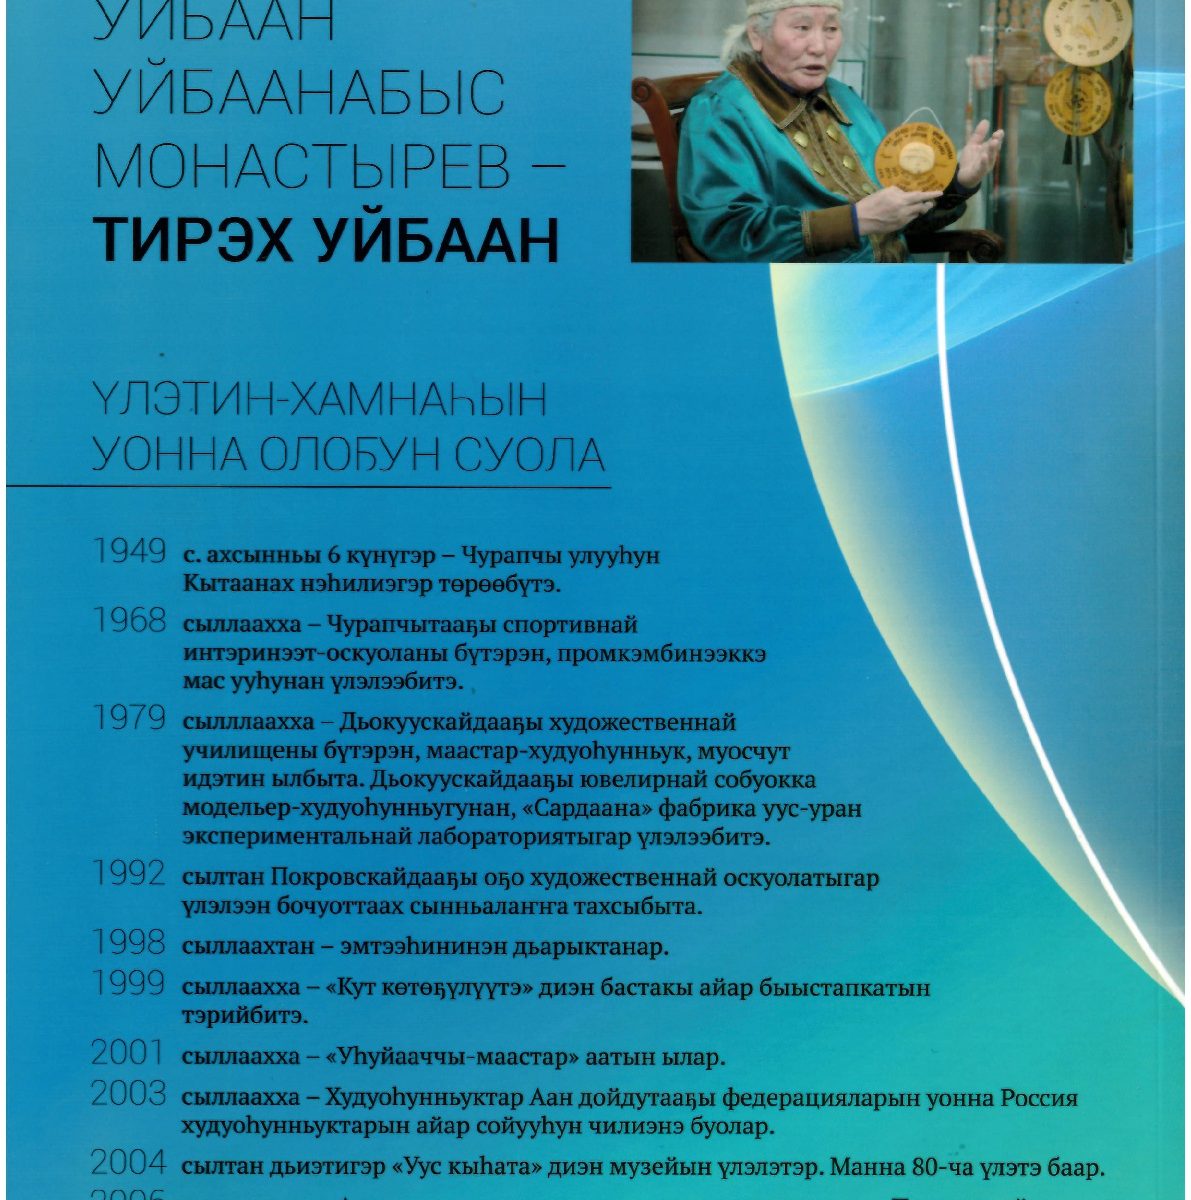 УЙБААН
УЙБААНАБЫС
МОНАСТЫРЕВ –
ТИРЭХ УЙБААН
ҮЛЭТИН-ХАМНАҺЫН
УОННА ОЛОҔУН СУОЛА
1949 с. ахсынньы 6 күнүгэр – Чурапчы улууһун
Кытаанах нэһилиэгэр төрөөбүтэ.
1968 сыллаахха – Чурапчытааҕы спортивнай
интэринээт-оскуоланы бүтэрэн, промкэмбинээккэ
мас ууһунан үлэлээбитэ.
1979 сылллаахха – Дьокуускайдааҕы художественнай
училищены бүтэрэн, маастар-худуоһунньук, муосчут
идэтин ылбыта. Дьокуускайдааҕы ювелирнай собуокка
модельер-худуоһунньугунан, «Сардаана» фабрика уус-уран
экспериментальнай лабораториятыгар үлэлээбитэ.
1992 сылтан Покровскайдааҕы оҕо художественнай оскуолатыгар
үлэлээн бочуоттаах сынньалаҥҥа тахсыбыта.
1998 сыллаахтан – эмтээһининэн дьарыктанар.
1999 сыллаахха – «Кут көтөҕүлүүтэ» диэн бастакы айар быыстапкатын
тэрийбитэ.
2001 сыллаахха – «Уһуйааччы-маастар» аатын ылар.
2003 сыллаахха – Худуоһунньуктар Аан дойдутааҕы федерацияларын уонна Россия
худуоһунньуктарын айар сойууһун чилиэнэ буолар.
2004 сылтан дьиэтигэр «Уус кыһата» диэн музейын үлэлэтэр. Манна 80-ча үлэтэ баар.